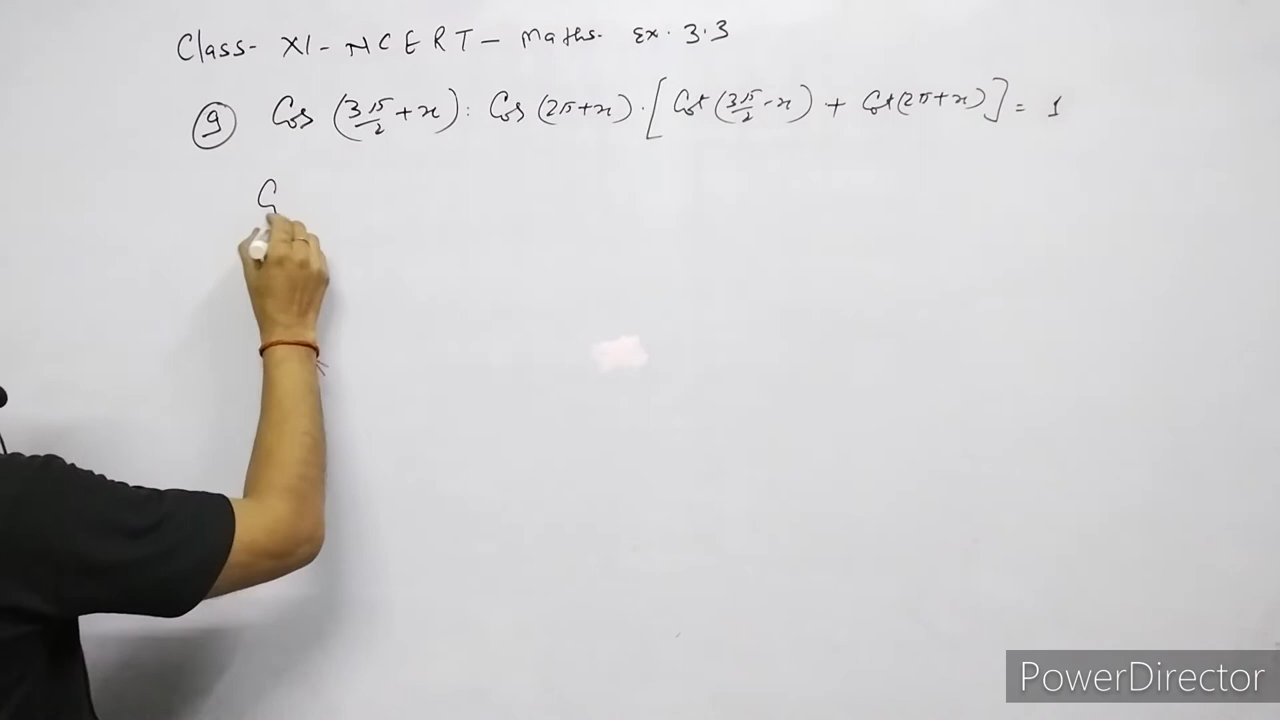 Class- XI - NCERT - Maths. Ex. 3.3
9 Cos (3π/2 + x) . Cos (2π + x) . [Cot (3π/2 - x) + Cot (2π + x)] = 1
C
PowerDirector